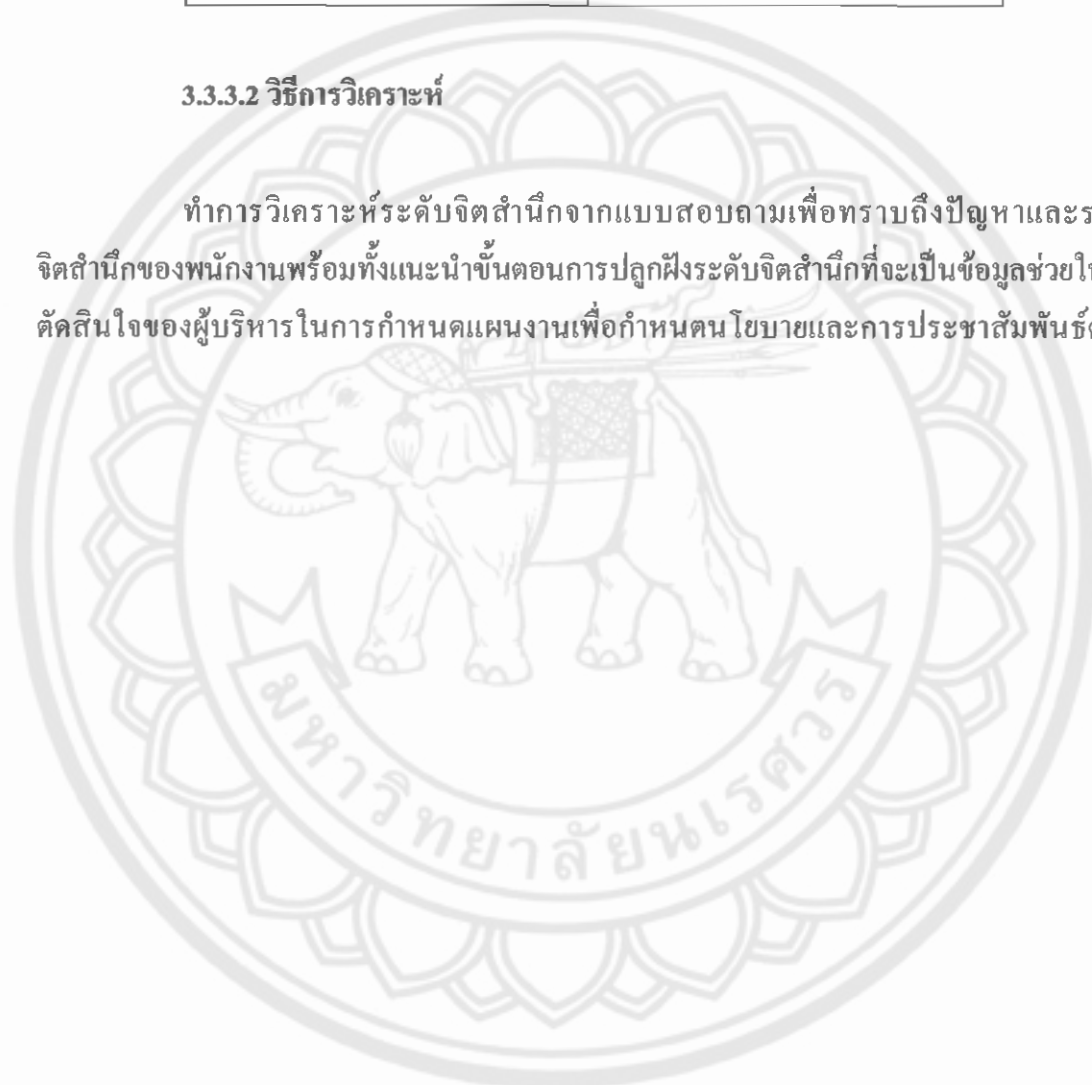 3.3.3.2 วิธีการวิเคราะห์
ทำการวิเคราะห์ระดับจิตสำนึกจากแบบสอบถามเพื่อทราบถึงปัญหาและร
จิตสำนึกของพนักงานพร้อมทั้งแนะนำขั้นตอนการปลูกฝังระดับจิตสำนึกที่จะเป็นข้อมูลช่วยใ
ตัดสินใจของผู้บริหารในการกำหนดแผนงานเพื่อกำหนดนโยบายและการประชาสัมพันธ์
มหาวิทยาลัยนเรศวร